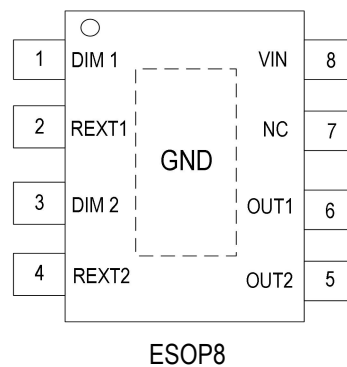 1 DIM 1 VIN 8
2 REXT1 NC 7
GND
3 DIM 2 OUT1 6
4 REXT2 OUT2 5
ESOP8